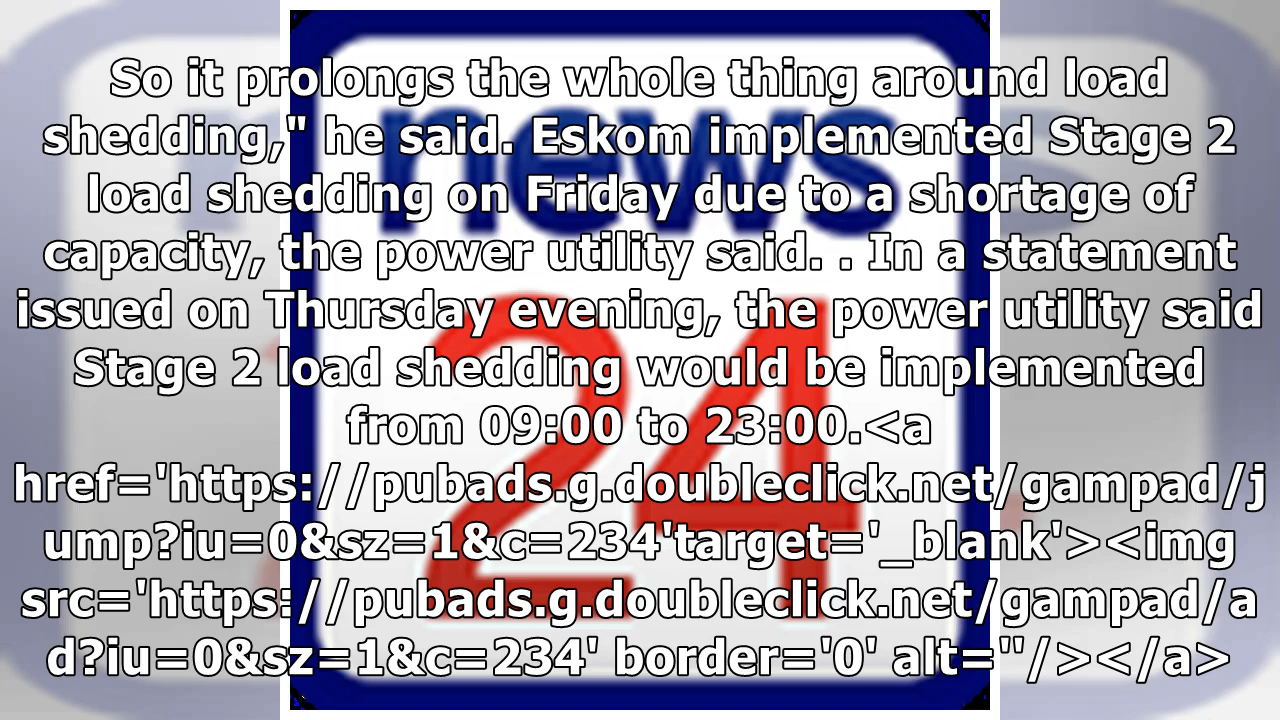 So it prolongs the whole thing around load
shedding," he said. Eskom implemented Stage 2
load shedding on Friday due to a shortage of
capacity, the power utility said. . In a statement
issued on Thursday evening, the power utility said
Stage 2 load shedding would be implemented
from 09:00 to 23:00.<a
href='https://pubads.g.doubleclick.net/gampad/j
ump?iu=0&sz=1&c=234'target='_blank'><img
src='https://pubads.g.doubleclick.net/gampad/a
d?iu=0&sz=1&c=234' border='0' alt=''/></a>
news
24